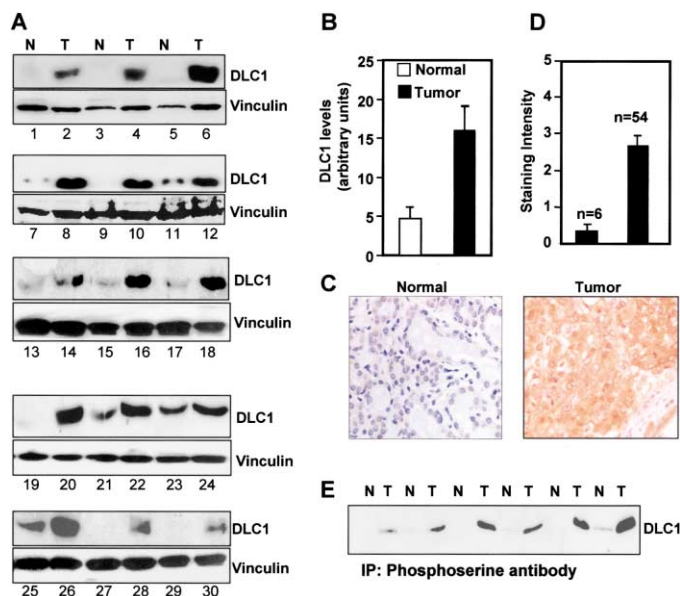 A
N T N T N T
DLC1
Vinculin
1 2 3 4 5 6
DLC1
Vinculin
7 8 9 10 11 12
DLC1
Vinculin
13 14 15 16 17 18
DLC1
Vinculin
19 20 21 22 23 24
DLC1
Vinculin
25 26 27 28 29 30
B
DLC1 levels
(arbitrary units)
25
20
15
10
5
0
Normal
Tumor
D
Staining Intensity
5
4
3
2
1
0
n=6
n=54
C
Normal
Tumor
E
N T N T N T N T N T N T
DLC1
IP: Phosphoserine antibody